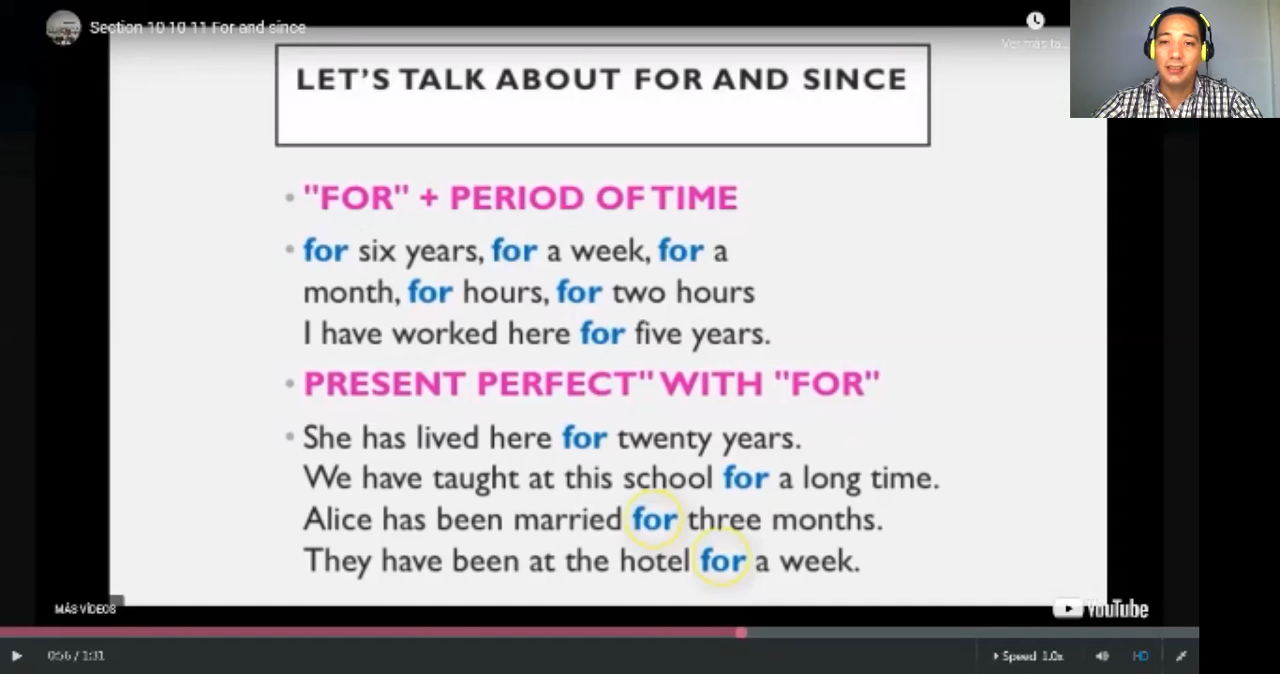 Section 10 10 11 For and since
Ver más ta...
LET'S TALK ABOUT FOR AND SINCE
• "FOR" + PERIOD OF TIME
• for six years, for a week, for a
month, for hours, for two hours
I have worked here for five years.
• PRESENT PERFECT" WITH "FOR"
• She has lived here for twenty years.
We have taught at this school for a long time.
Alice has been married for three months.
They have been at the hotel for a week.
MÁS VÍDEOS
YouTube
0:56 / 1:31
Speed 1.0x
HD